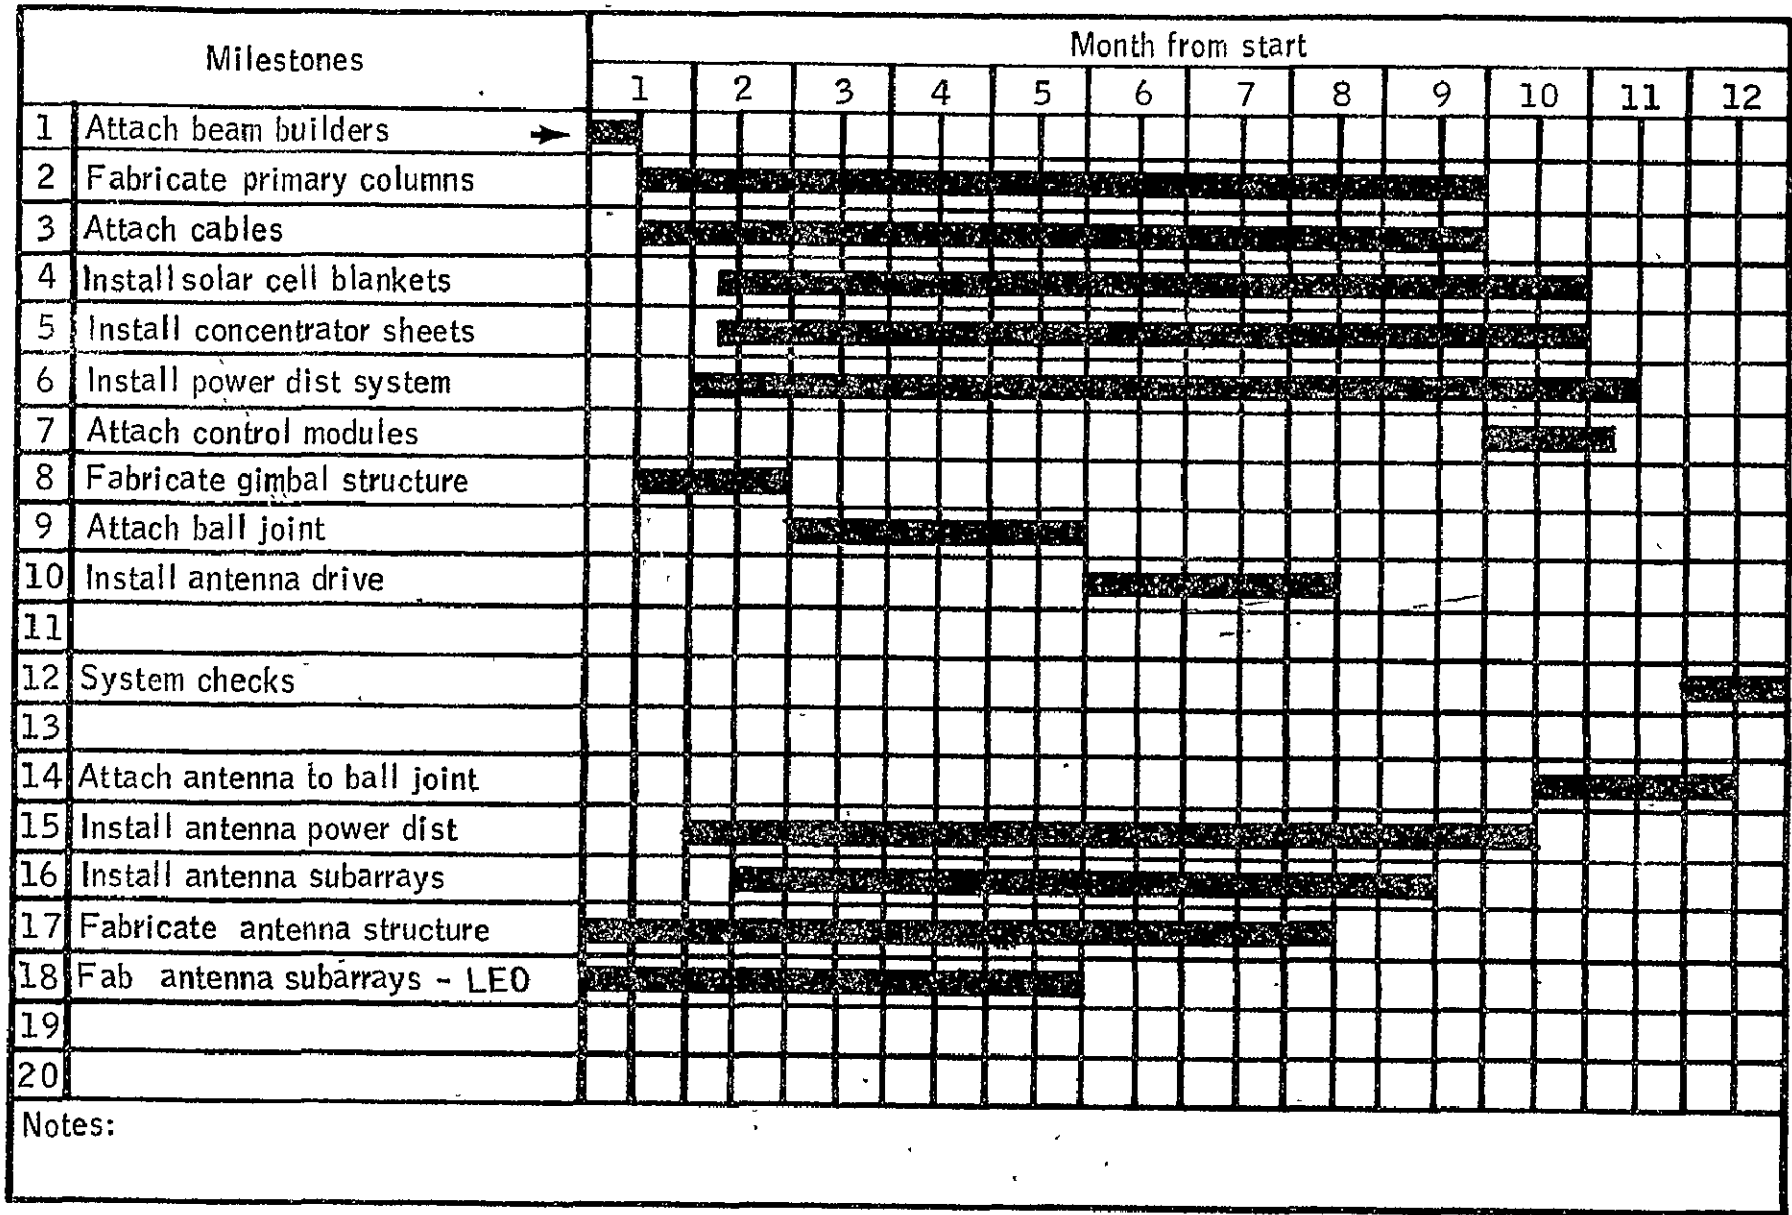 Milestones
Month from start
1 2 3 4 5 6 7 8 9 10 11 12
1 Attach beam builders
2 Fabricate primary columns
3 Attach cables
4 Install solar cell blankets
5 Install concentrator sheets
6 Install power dist system
7 Attach control modules
8 Fabricate gimbal structure
9 Attach ball joint
10 Install antenna drive
11
12 System checks
13
14 Attach antenna to ball joint
15 Install antenna power dist
16 Install antenna subarrays
17 Fabricate antenna structure
18 Fab antenna subarrays - LEO
19
20
Notes: